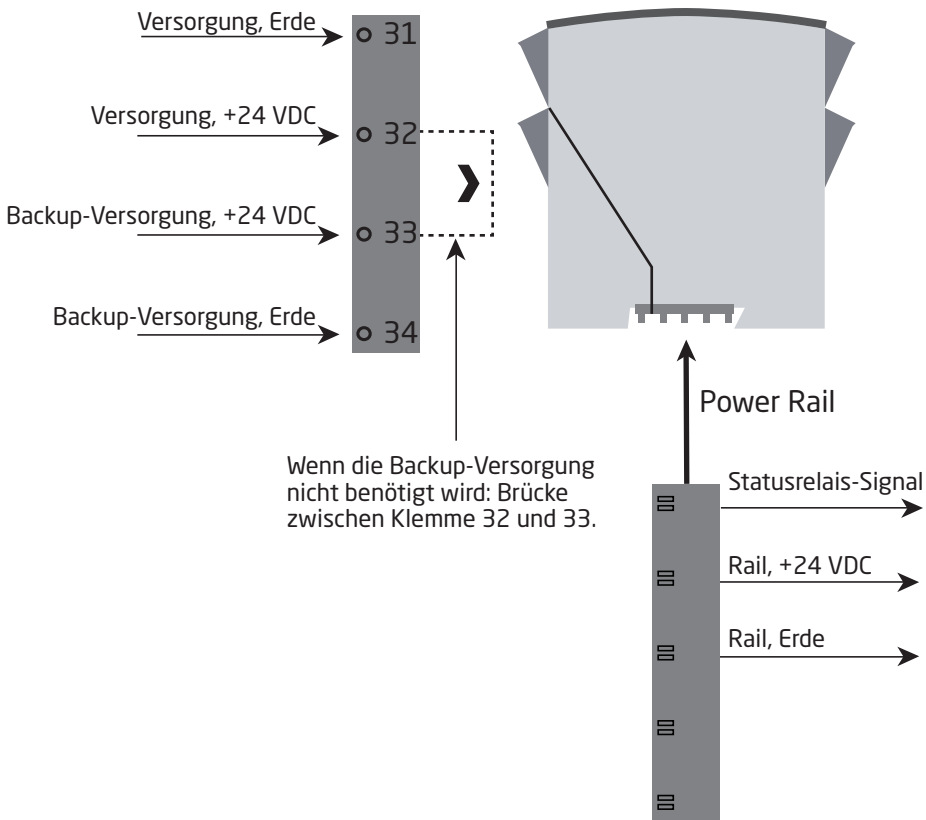 Versorgung, Erde
31
Versorgung, +24 VDC
32
Backup-Versorgung, +24 VDC
33
Backup-Versorgung, Erde
34
Wenn die Backup-Versorgung
nicht benötigt wird: Brücke
zwischen Klemme 32 und 33.
Power Rail
Statusrelais-Signal
Rail, +24 VDC
Rail, Erde